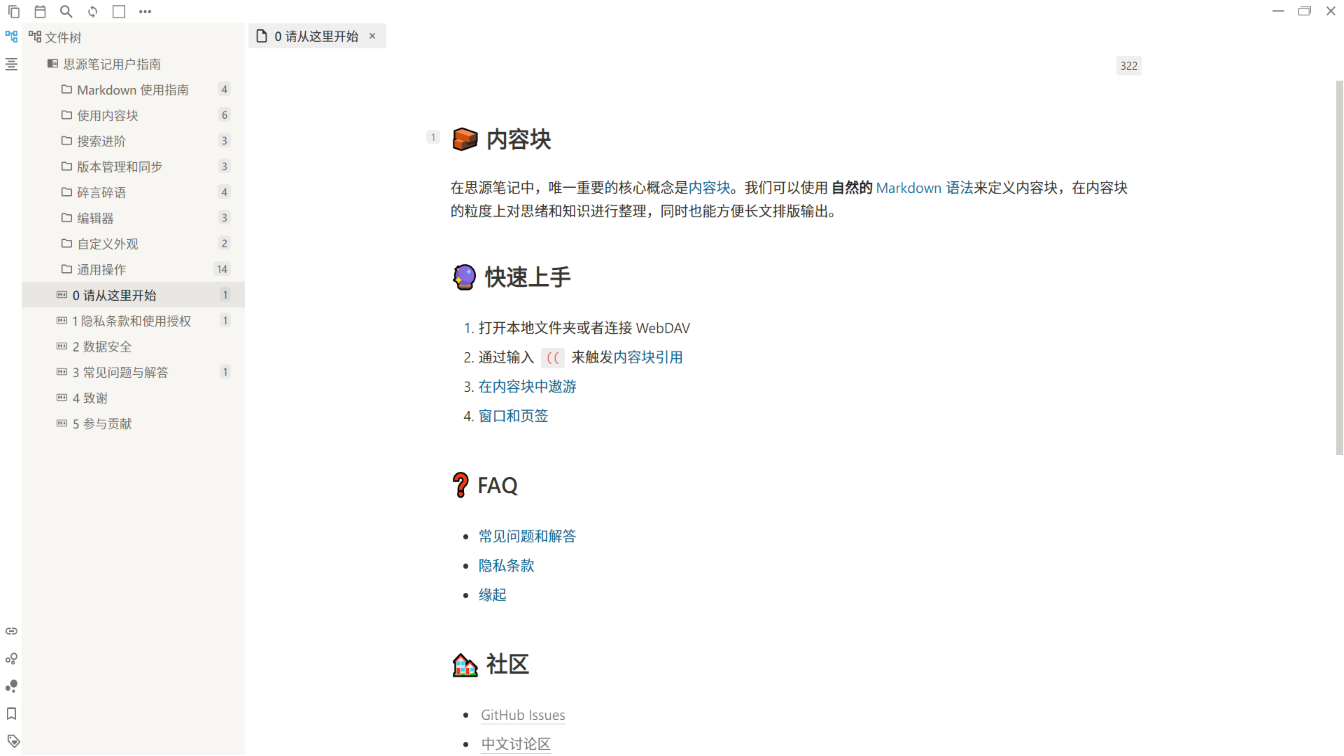 文件树
思源笔记用户指南
Markdown 使用指南 4
使用内容块 6
搜索进阶 3
版本管理和同步 3
碎言碎语 4
编辑器 3
自定义外观 2
通用操作 14
0 请从这里开始 1
1 隐私条款和使用授权 1
2 数据安全
3 常见问题与解答 1
4 致谢
5 参与贡献
0 请从这里开始 ×
322
1
内容块
在思源笔记中，唯一重要的核心概念是内容块。我们可以使用 自然的 Markdown 语法来定义内容块，在内容块
的粒度上对思绪和知识进行整理，同时也能方便长文排版输出。
快速上手
1. 打开本地文件夹或者连接 WebDAV
2. 通过输入 (( 来触发内容块引用
3. 在内容块中遨游
4. 窗口和页签
FAQ
• 常见问题和解答
• 隐私条款
• 缘起
社区
• GitHub Issues
• 中文讨论区